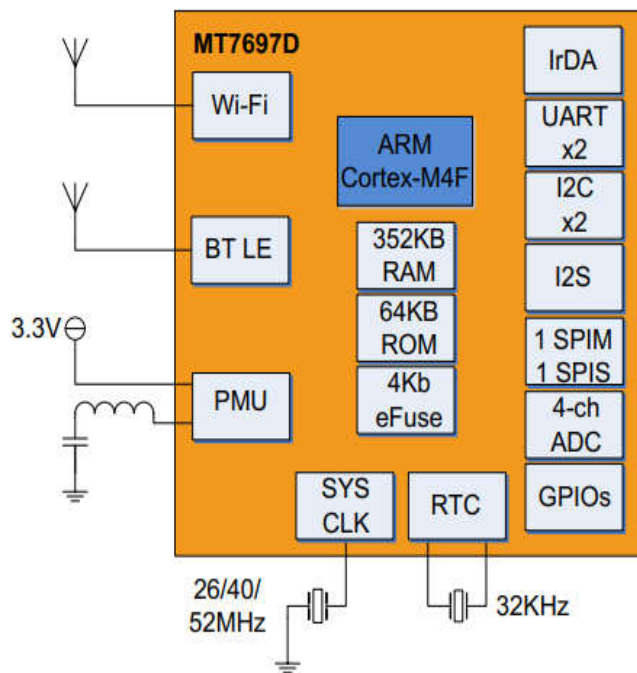 MT7697D
Wi-Fi
BT LE
3.3V
PMU
ARM
Cortex-M4F
352KB
RAM
64KB
ROM
4Kb
eFuse
IrDA
UART
x2
I2C
x2
I2S
1 SPIM
1 SPIS
4-ch
ADC
GPIOs
SYS
CLK
RTC
26/40/
52MHz
32KHz